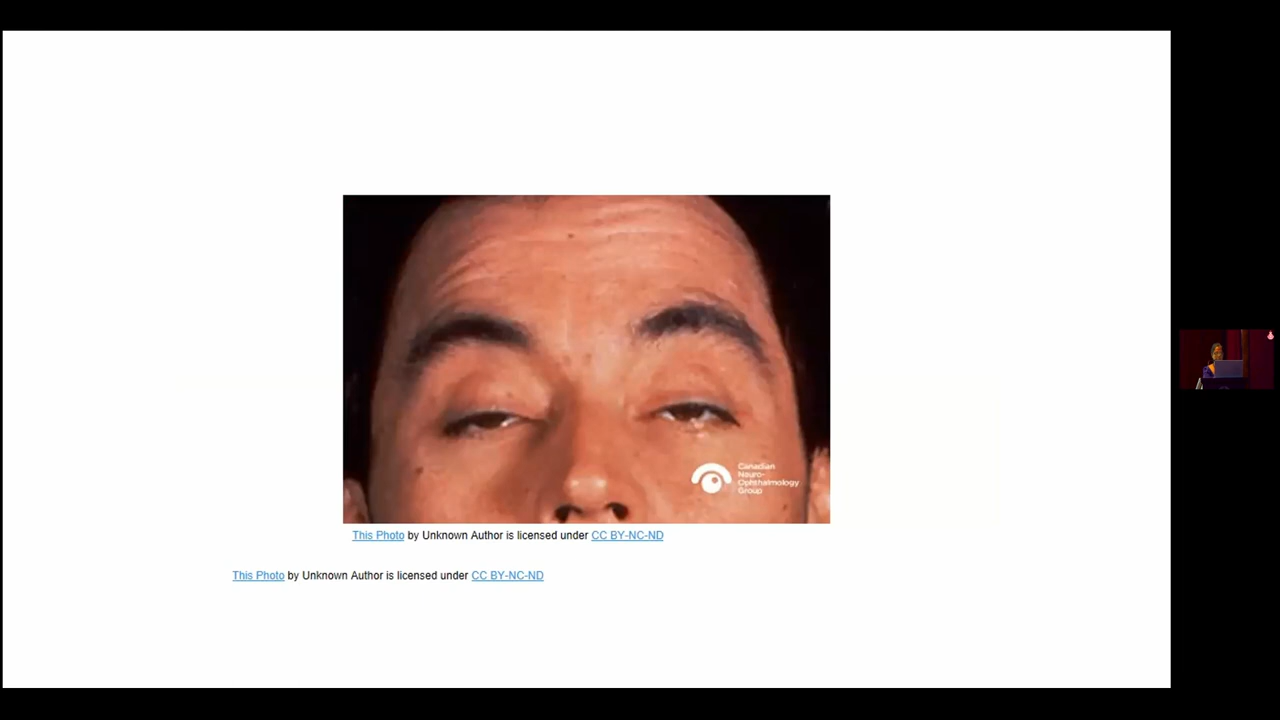 Canadian
Neuro-
Ophthalmology
Group
This Photo by Unknown Author is licensed under CC BY-NC-ND
This Photo by Unknown Author is licensed under CC BY-NC-ND